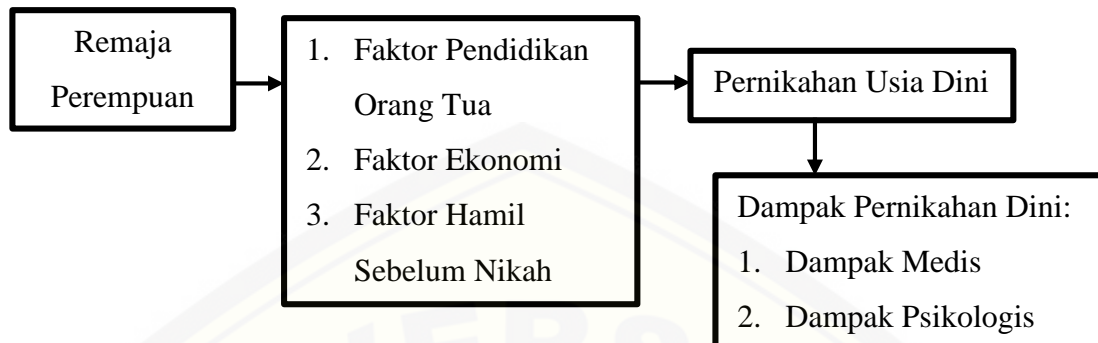 Remaja
Perempuan
1. Faktor Pendidikan
Orang Tua
2. Faktor Ekonomi
3. Faktor Hamil
Sebelum Nikah
Pernikahan Usia Dini
Dampak Pernikahan Dini:
1. Dampak Medis
2. Dampak Psikologis